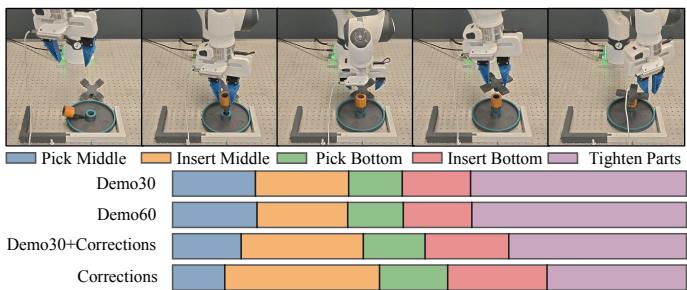 Pick Middle Insert Middle Pick Bottom Insert Bottom Tighten Parts
Demo30
Demo60
Demo30+Corrections
Corrections